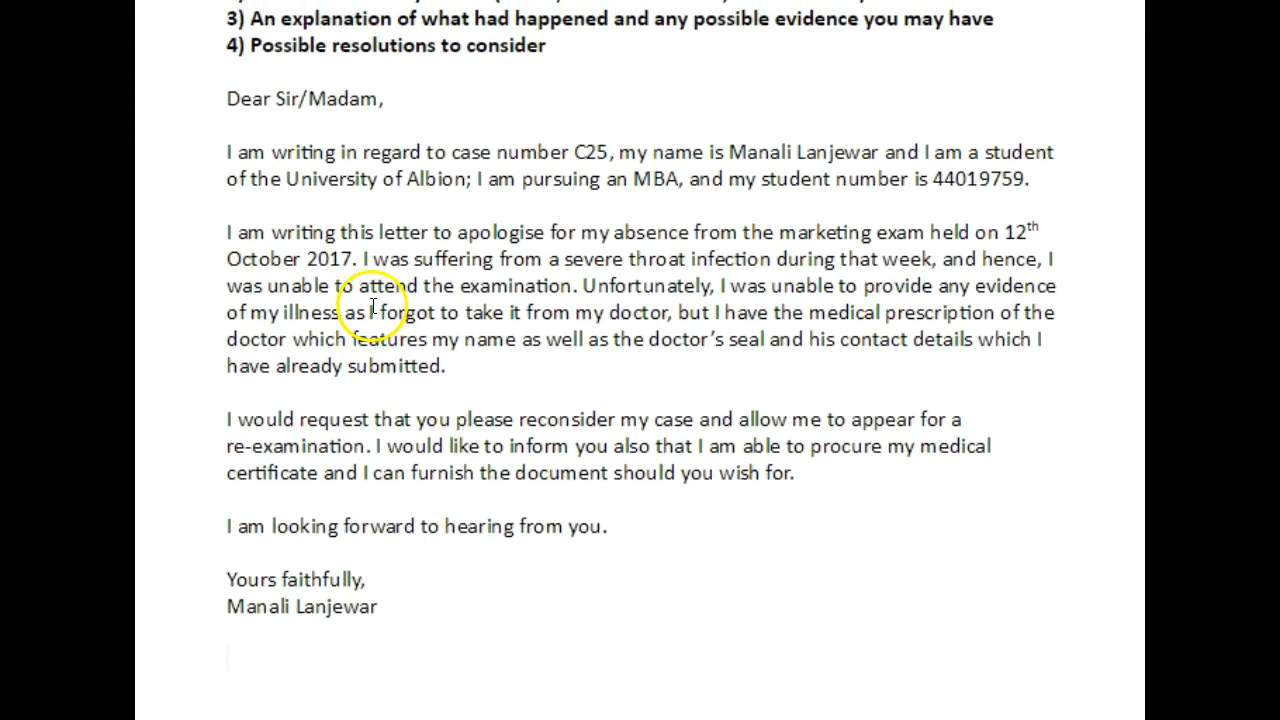 3) An explanation of what had happened and any possible evidence you may have
4) Possible resolutions to consider
Dear Sir/Madam,
I am writing in regard to case number C25, my name is Manali Lanjewar and I am a student
of the University of Albion; I am pursuing an MBA, and my student number is 44019759.
I am writing this letter to apologise for my absence from the marketing exam held on 12th
October 2017. I was suffering from a severe throat infection during that week, and hence, I
was unable to attend the examination. Unfortunately, I was unable to provide any evidence
of my illness as I forgot to take it from my doctor, but I have the medical prescription of the
doctor which features my name as well as the doctor’s seal and his contact details which I
have already submitted.
I would request that you please reconsider my case and allow me to appear for a
re-examination. I would like to inform you also that I am able to procure my medical
certificate and I can furnish the document should you wish for.
I am looking forward to hearing from you.
Yours faithfully,
Manali Lanjewar